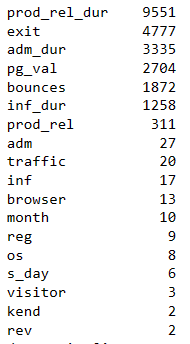 prod_rel_dur 9551
exit 4777
adm_dur 3335
pg_val 2704
bounces 1872
inf_dur 1258
prod_rel 311
adm 27
traffic 20
inf 17
browser 13
month 10
reg 9
os 8
s_day 6
visitor 3
kend 2
rev 2